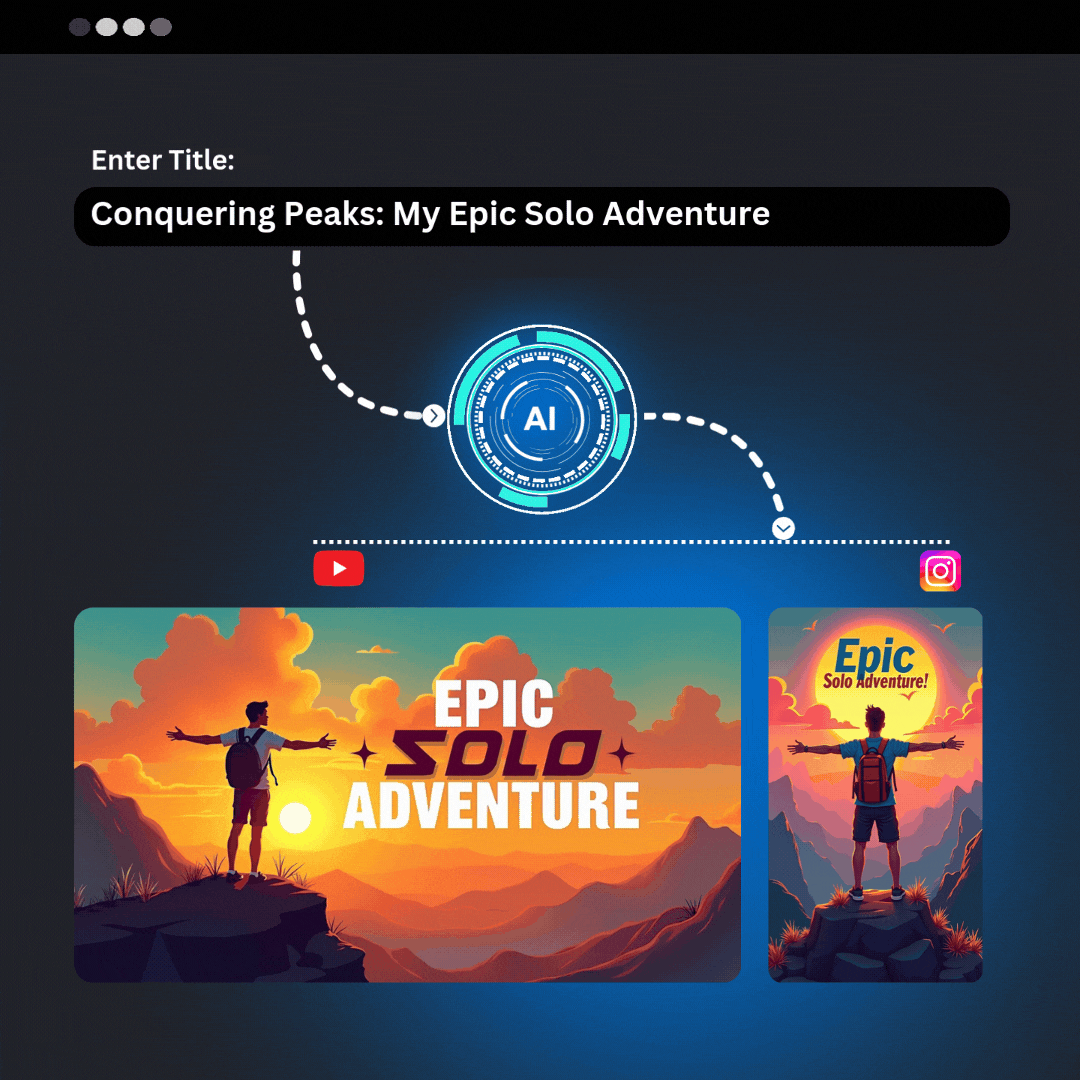 Enter Title:
Conquering Peaks: My Epic Solo Adventure
AI
EPIC
SOLO
ADVENTURE
Epic
Solo Adventure!